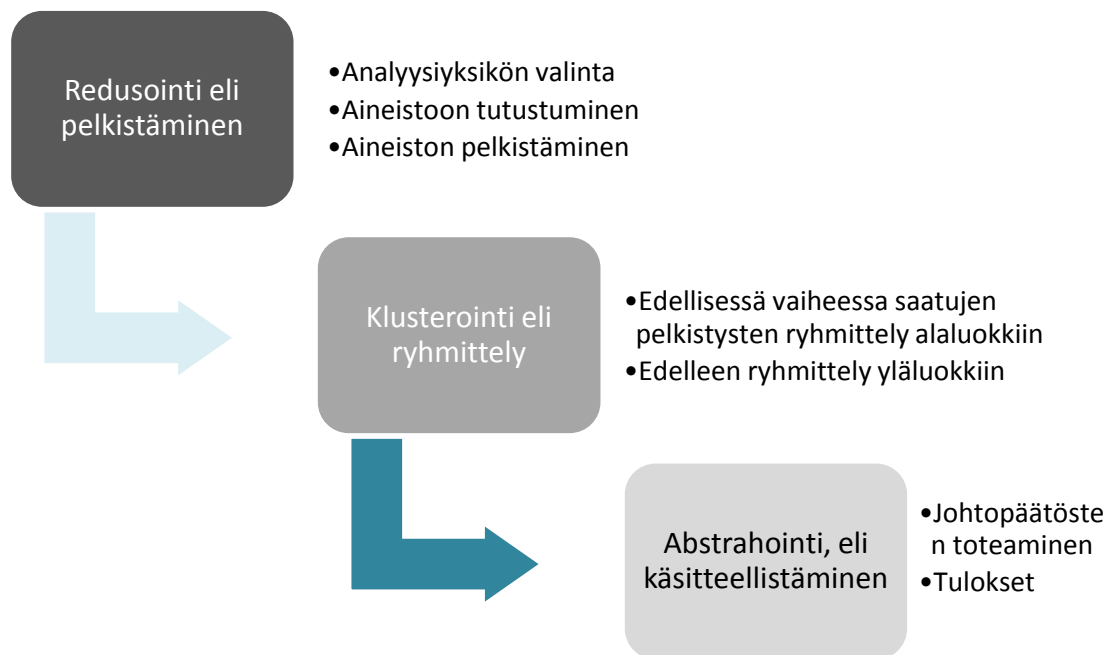 Redusointi eli
pelkistäminen
•Analyysiyksikön valinta
•Aineistoon tutustuminen
•Aineiston pelkistäminen
Klusterointi eli
ryhmittely
•Edellisessä vaiheessa saatujen
pelkistysten ryhmittely alaluokkiin
•Edelleen ryhmittely yläluokkiin
Abstrahointi, eli
käsitteellistäminen
•Johtopäätöste
n toteaminen
•Tulokset